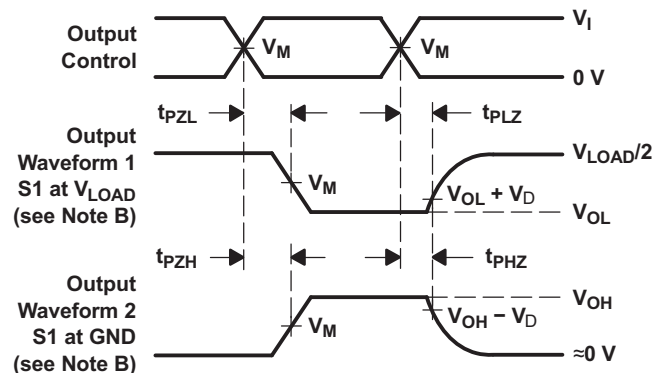 Output
Control
V_M
V_M
V_I
0 V
t_PZL
t_PLZ
Output
Waveform 1
S1 at V_LOAD
(see Note B)
V_M
V_LOAD/2
V_OL + V_D
V_OL
t_PZH
t_PHZ
Output
Waveform 2
S1 at GND
(see Note B)
V_M
V_OH
V_OH − V_D
≈0 V